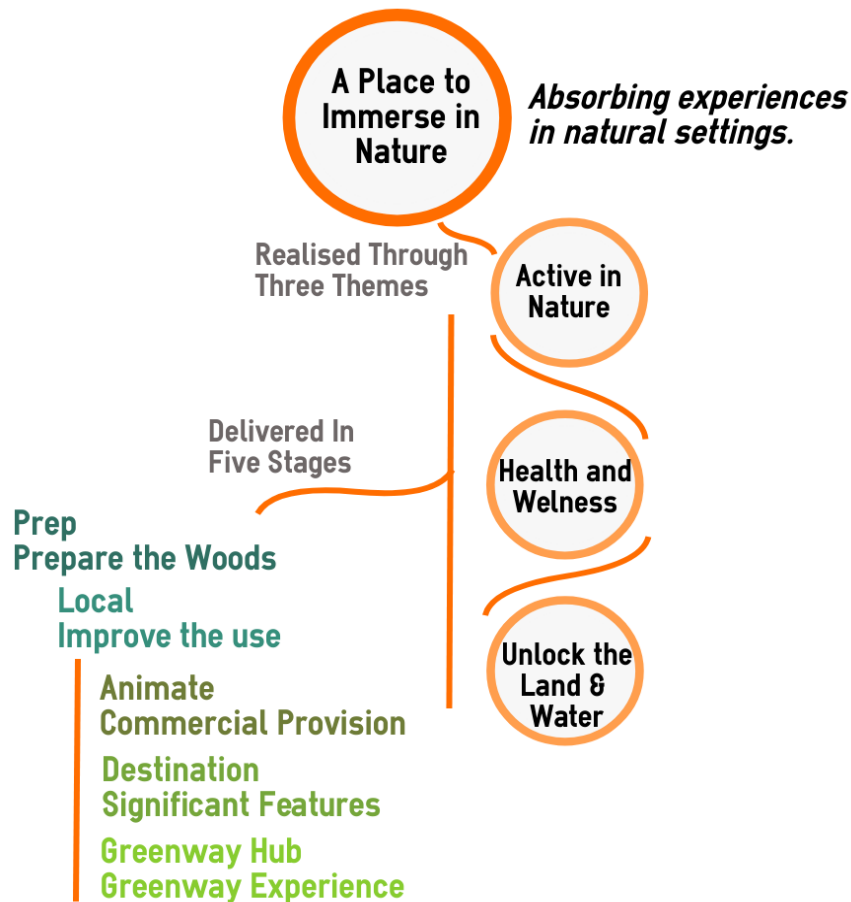 A Place to
Immerse in
Nature
Absorbing experiences
in natural settings.
Realised Through
Three Themes
Active in
Nature
Delivered In
Five Stages
Health and
Welness
Prep
Prepare the Woods
Local
Improve the use
Unlock the
Land &
Water
Animate
Commercial Provision
Destination
Significant Features
Greenway Hub
Greenway Experience